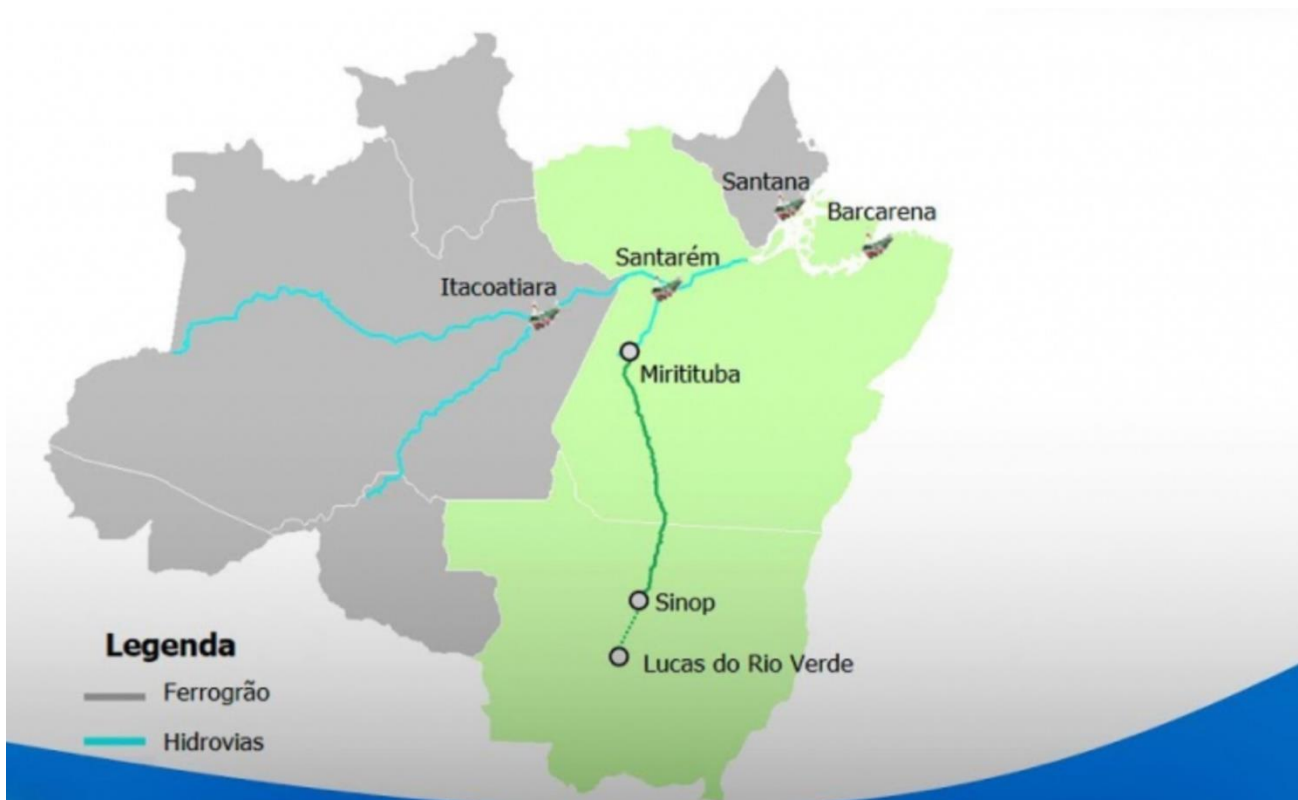 Santana
Barcarena
Santarém
Itacoatiara
Miritituba
Sinop
Lucas do Rio Verde
Legenda
Ferrogrão
Hidrovias